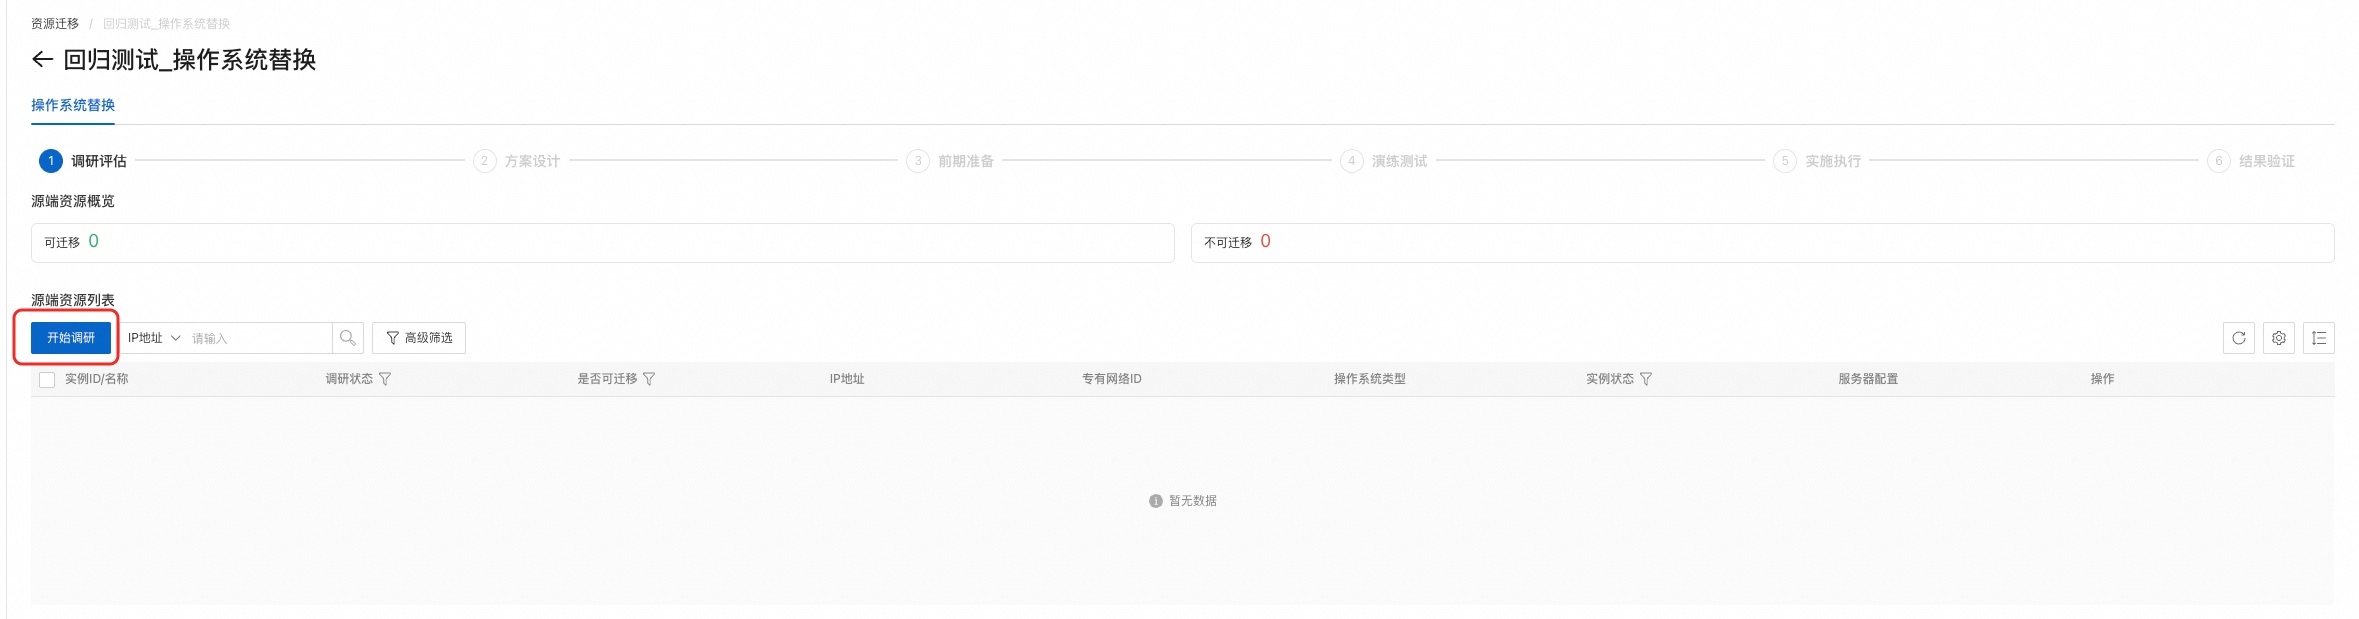 资源迁移 / 回归测试_操作系统替换
回归测试_操作系统替换
操作系统替换
1 调研评估 2 方案设计 3 前期准备 4 演练测试 5 实施执行 6 结果验证
源端资源概览
可迁移 0 不可迁移 0
源端资源列表
开始调研 IP地址 请输入 高级筛选
实例ID/名称 调研状态 是否可迁移 IP地址 专有网络ID 操作系统类型 实例状态 服务器配置 操作
暂无数据